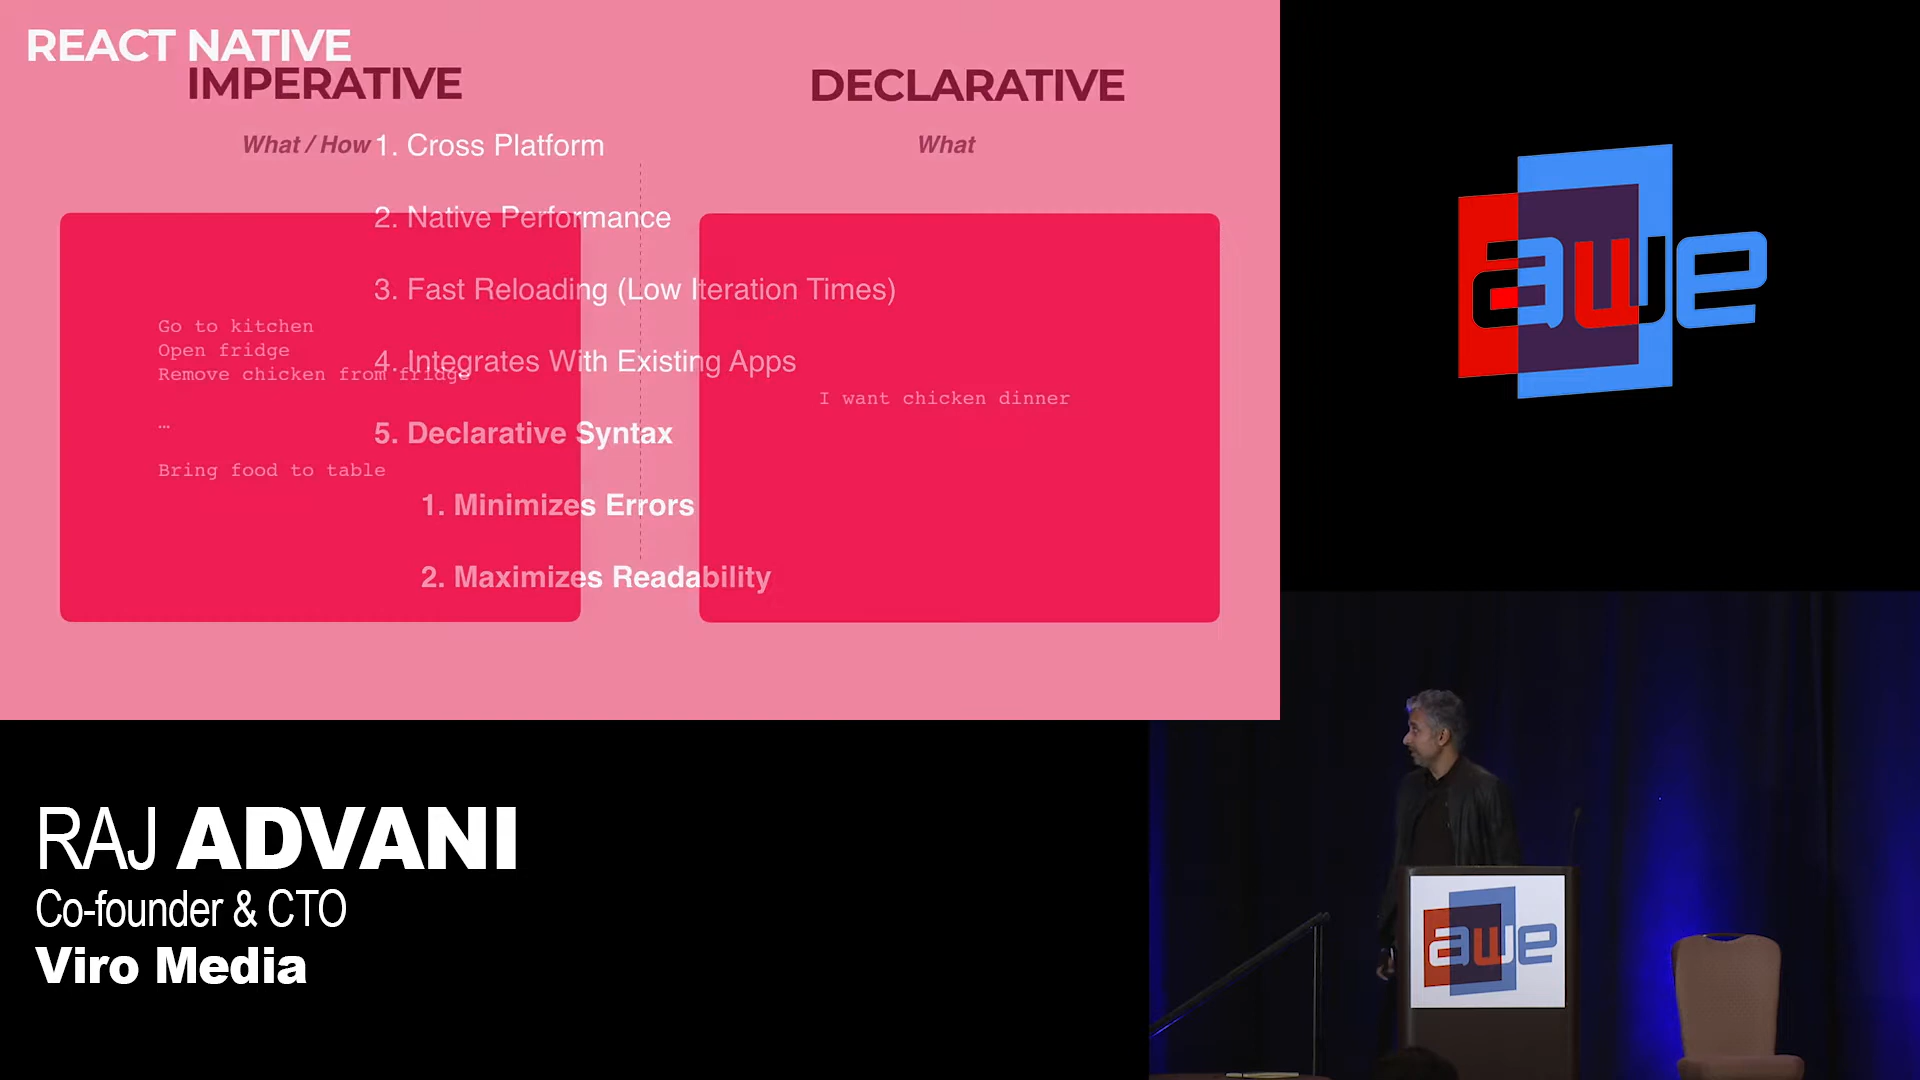 REACT NATIVE
IMPERATIVE
DECLARATIVE
What / How
What
1. Cross Platform
2. Native Performance
3. Fast Reloading (Low Iteration Times)
4. Integrates With Existing Apps
5. Declarative Syntax
1. Minimizes Errors
2. Maximizes Readability
Go to kitchen
Open fridge
Remove chicken from fridge
…
Bring food to table
I want chicken dinner
awe
RAJ ADVANI
Co-founder & CTO
Viro Media
awe